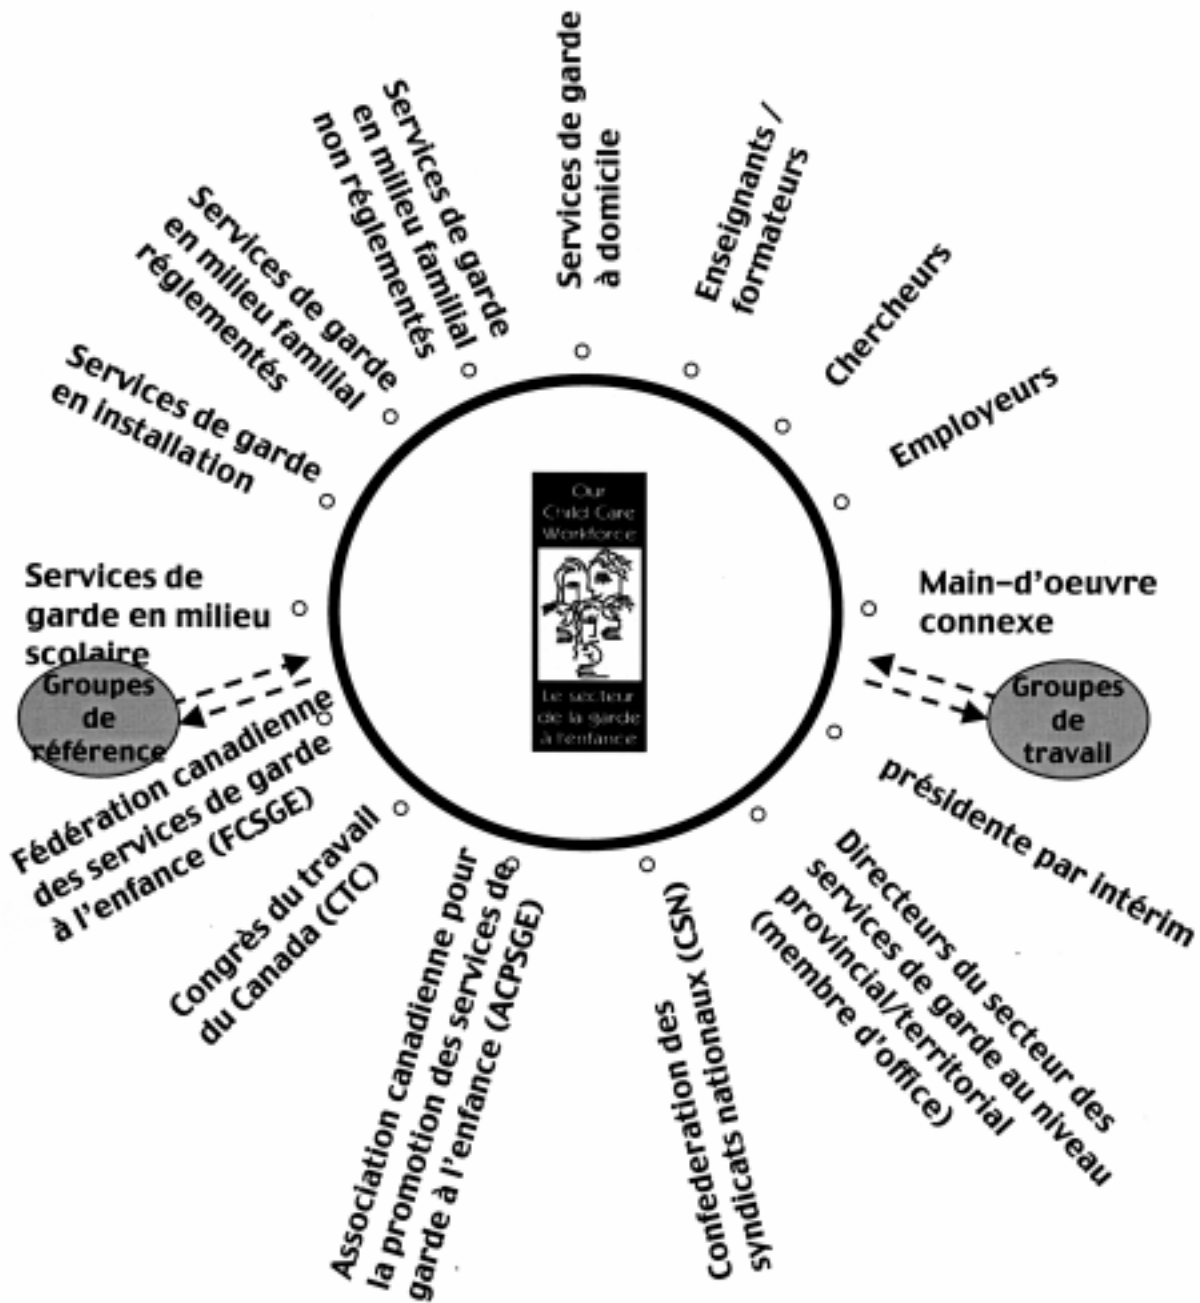 Services de garde
à domicile
Enseignants /
formateurs
Chercheurs
Employeurs
Main-d'oeuvre
connexe
Groupes
de
travail
présidente par intérim
Directeurs du secteur des
services de garde au niveau
provincial/territorial
(membre d'office)
Confederation des
syndicats nationaux (CSN)
Association canadienne pour
la promotion des services de
garde à l'enfance (ACPSGE)
Congrès du travail
du Canada (CTC)
Fédération canadienne
des services de garde
à l'enfance (FCSGE)
Groupes
de
référence
Services de
garde en milieu
scolaire
Services de garde
en installation
Services de garde
en milieu familial
réglementés
Services de garde
en milieu familial
non réglementés
Our
Child Care
Workforce
Le secteur
de la garde
à l'enfance